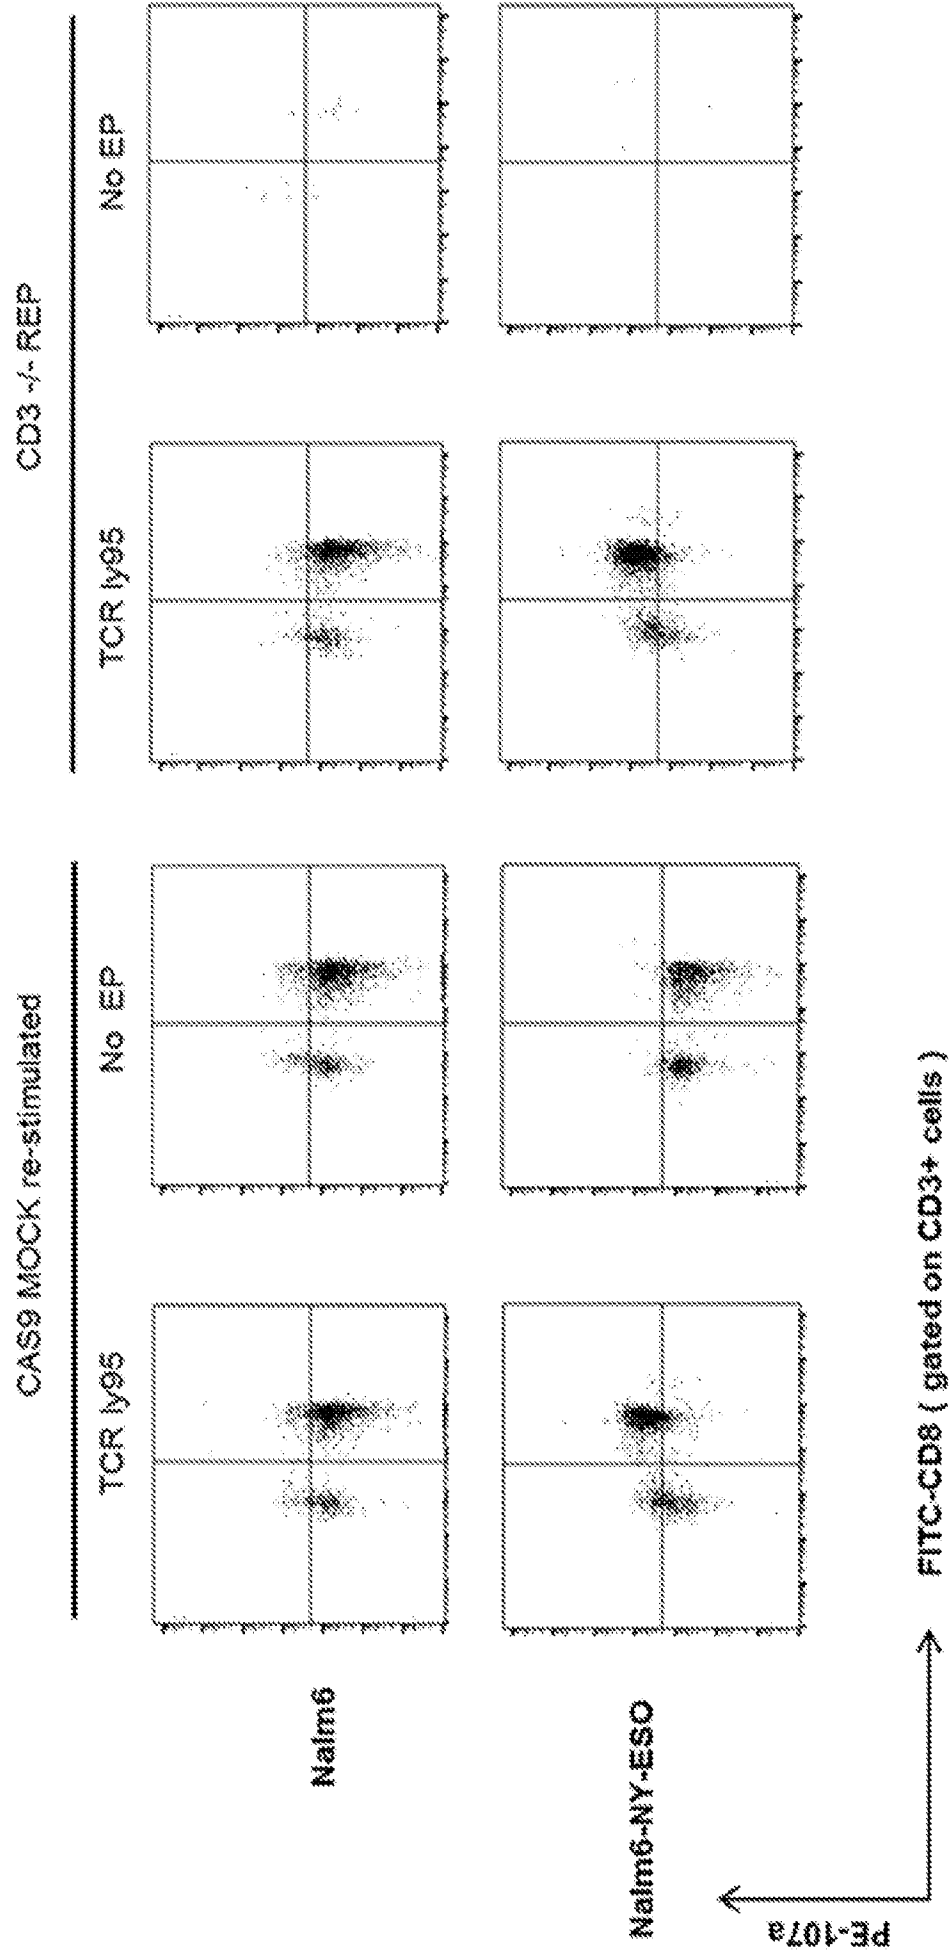 CAS9 MOCK re-stimulated
CD3 -/- REP
TCR ly95
No EP
TCR ly95
No EP
Nalm6
Nalm6-NY-ESO
PE-107a
FITC-CD8 ( gated on CD3+ cells )